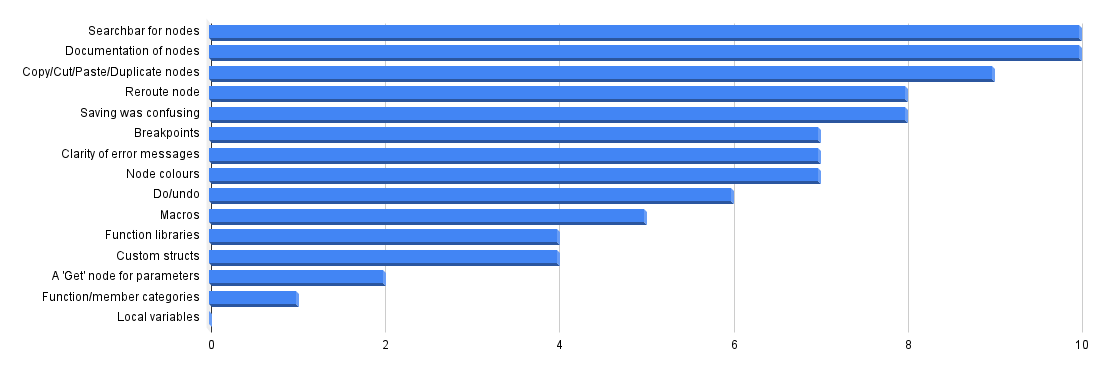 Searchbar for nodes
Documentation of nodes
Copy/Cut/Paste/Duplicate nodes
Reroute node
Saving was confusing
Breakpoints
Clarity of error messages
Node colours
Do/undo
Macros
Function libraries
Custom structs
A 'Get' node for parameters
Function/member categories
Local variables
0 2 4 6 8 10